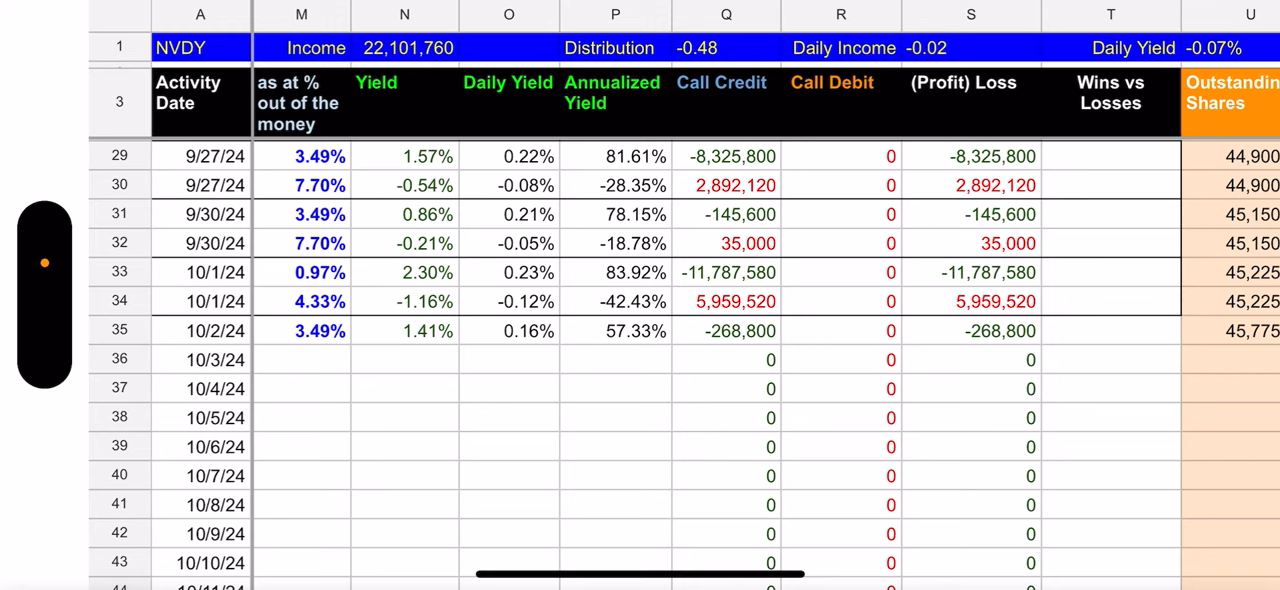 A M N O P Q R S T U
1 NVDY Income 22,101,760 Distribution -0.48 Daily Income -0.02 Daily Yield -0.07%
3 Activity Date as at % out of the money Yield Daily Yield Annualized Yield Call Credit Call Debit (Profit) Loss Wins vs Losses Outstandin Shares
29 9/27/24 3.49% 1.57% 0.22% 81.61% -8,325,800 0 -8,325,800 44,900
30 9/27/24 7.70% -0.54% -0.08% -28.35% 2,892,120 0 2,892,120 44,900
31 9/30/24 3.49% 0.86% 0.21% 78.15% -145,600 0 -145,600 45,150
32 9/30/24 7.70% -0.21% -0.05% -18.78% 35,000 0 35,000 45,150
33 10/1/24 0.97% 2.30% 0.23% 83.92% -11,787,580 0 -11,787,580 45,225
34 10/1/24 4.33% -1.16% -0.12% -42.43% 5,959,520 0 5,959,520 45,225
35 10/2/24 3.49% 1.41% 0.16% 57.33% -268,800 0 -268,800 45,775
36 10/3/24 0 0 0
37 10/4/24 0 0 0
38 10/5/24 0 0 0
39 10/6/24 0 0 0
40 10/7/24 0 0 0
41 10/8/24 0 0 0
42 10/9/24 0 0 0
43 10/10/24 0 0 0